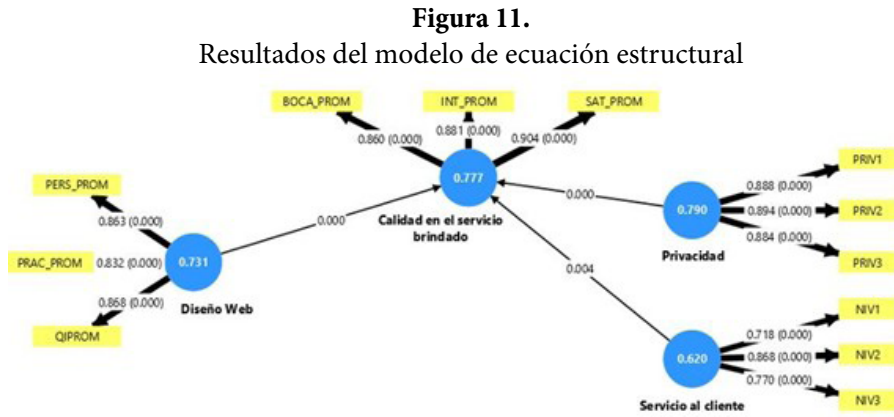 Figura 11.
Resultados del modelo de ecuación estructural
BOCA_PROM
INT_PROM
SAT_PROM
0.860 (0.000)
0.881 (0.000)
0.904 (0.000)
0.777
Calidad en el servicio
brindado
PERS_PROM
0.863 (0.000)
PRAC_PROM
0.832 (0.000)
0.868 (0.000)
QIPROM
0.731
Diseño Web
0.000
0.000
0.004
PRIV1
0.888 (0.000)
PRIV2
0.894 (0.000)
PRIV3
0.884 (0.000)
0.790
Privacidad
NIV1
0.718 (0.000)
NIV2
0.868 (0.000)
NIV3
0.770 (0.000)
0.620
Servicio al cliente